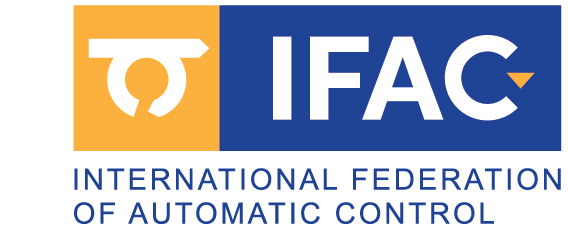 IFAC
INTERNATIONAL FEDERATION
OF AUTOMATIC CONTROL